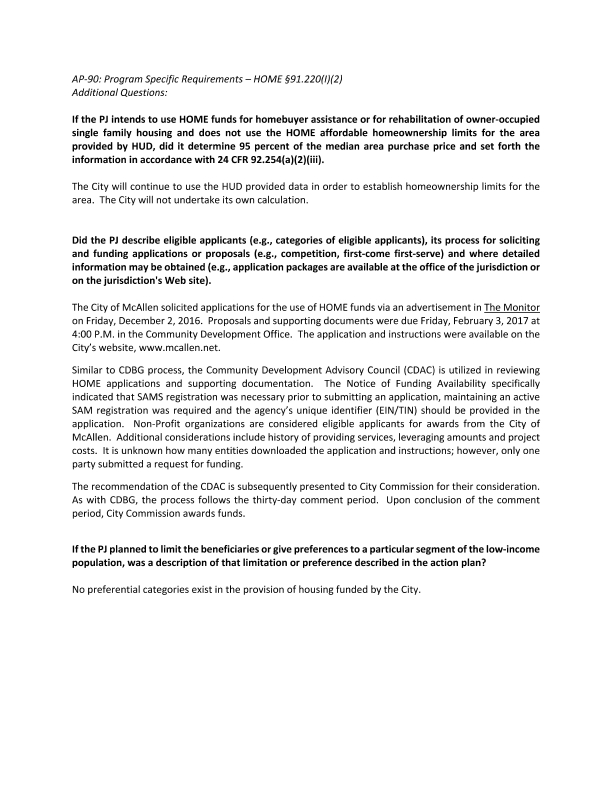 AP-90: Program Specific Requirements – HOME §91.220(I)(2)
Additional Questions:
If the PJ intends to use HOME funds for homebuyer assistance or for rehabilitation of owner-occupied
single family housing and does not use the HOME affordable homeownership limits for the area
provided by HUD, did it determine 95 percent of the median area purchase price and set forth the
information in accordance with 24 CFR 92.254(a)(2)(iii).
The City will continue to use the HUD provided data in order to establish homeownership limits for the
area.  The City will not undertake its own calculation.
Did the PJ describe eligible applicants (e.g., categories of eligible applicants), its process for soliciting
and funding applications or proposals (e.g., competition, first-come first-serve) and where detailed
information may be obtained (e.g., application packages are available at the office of the jurisdiction or
on the jurisdiction's Web site).
The City of McAllen solicited applications for the use of HOME funds via an advertisement in The Monitor
on Friday, December 2, 2016.  Proposals and supporting documents were due Friday, February 3, 2017 at
4:00 P.M. in the Community Development Office.  The application and instructions were available on the
City's website, www.mcallen.net.
Similar to CDBG process, the Community Development Advisory Council (CDAC) is utilized in reviewing
HOME applications and supporting documentation.  The Notice of Funding Availability specifically
indicated that SAMS registration was necessary prior to submitting an application, maintaining an active
SAM registration was required and the agency's unique identifier (EIN/TIN) should be provided in the
application.  Non-Profit organizations are considered eligible applicants for awards from the City of
McAllen.  Additional considerations include history of providing services, leveraging amounts and project
costs.  It is unknown how many entities downloaded the application and instructions; however, only one
party submitted a request for funding.
The recommendation of the CDAC is subsequently presented to City Commission for their consideration.
As with CDBG, the process follows the thirty-day comment period.  Upon conclusion of the comment
period, City Commission awards funds.
If the PJ planned to limit the beneficiaries or give preferences to a particular segment of the low-income
population, was a description of that limitation or preference described in the action plan?
No preferential categories exist in the provision of housing funded by the City.